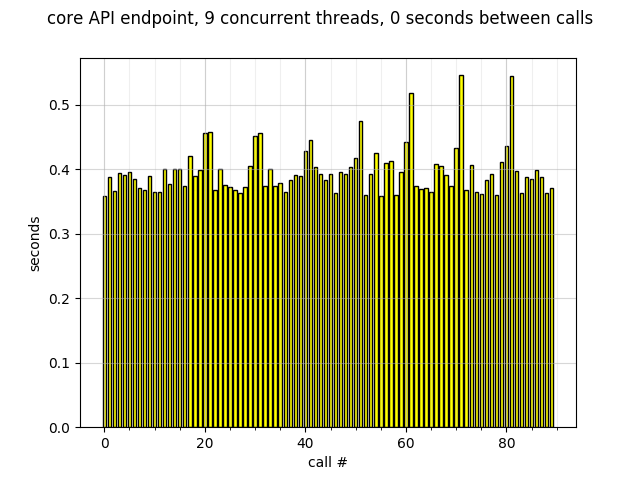 core API endpoint, 9 concurrent threads, 0 seconds between calls
0.5
0.4
0.3
0.2
0.1
0.0
seconds
0 20 40 60 80
call #